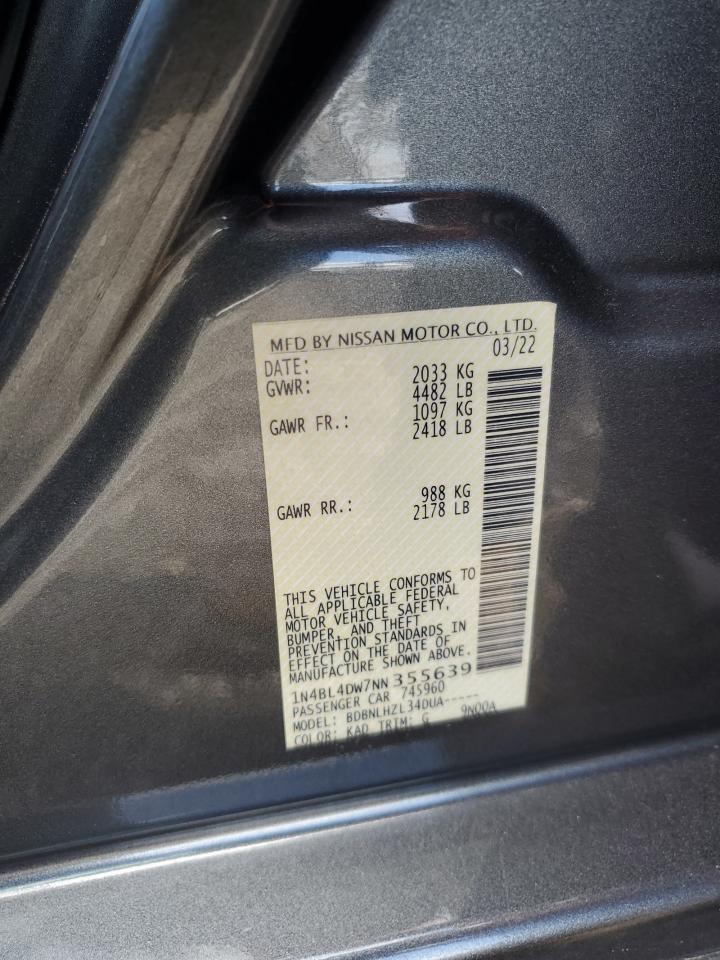 MFD BY NISSAN MOTOR CO., LTD.
DATE: 03/22
GVWR: 2033 KG
4482 LB
GAWR FR.: 1097 KG
2418 LB
GAWR RR.: 988 KG
2178 LB
THIS VEHICLE CONFORMS TO
ALL APPLICABLE FEDERAL
MOTOR VEHICLE SAFETY,
BUMPER, AND THEFT
PREVENTION STANDARDS IN
EFFECT ON THE DATE OF
MANUFACTURE SHOWN ABOVE.
1N4BL4DW7NN 355639
PASSENGER CAR 745960
MODEL: BDBNLHZL34DUA-----
COLOR: KAD TRIM: G 9N00A